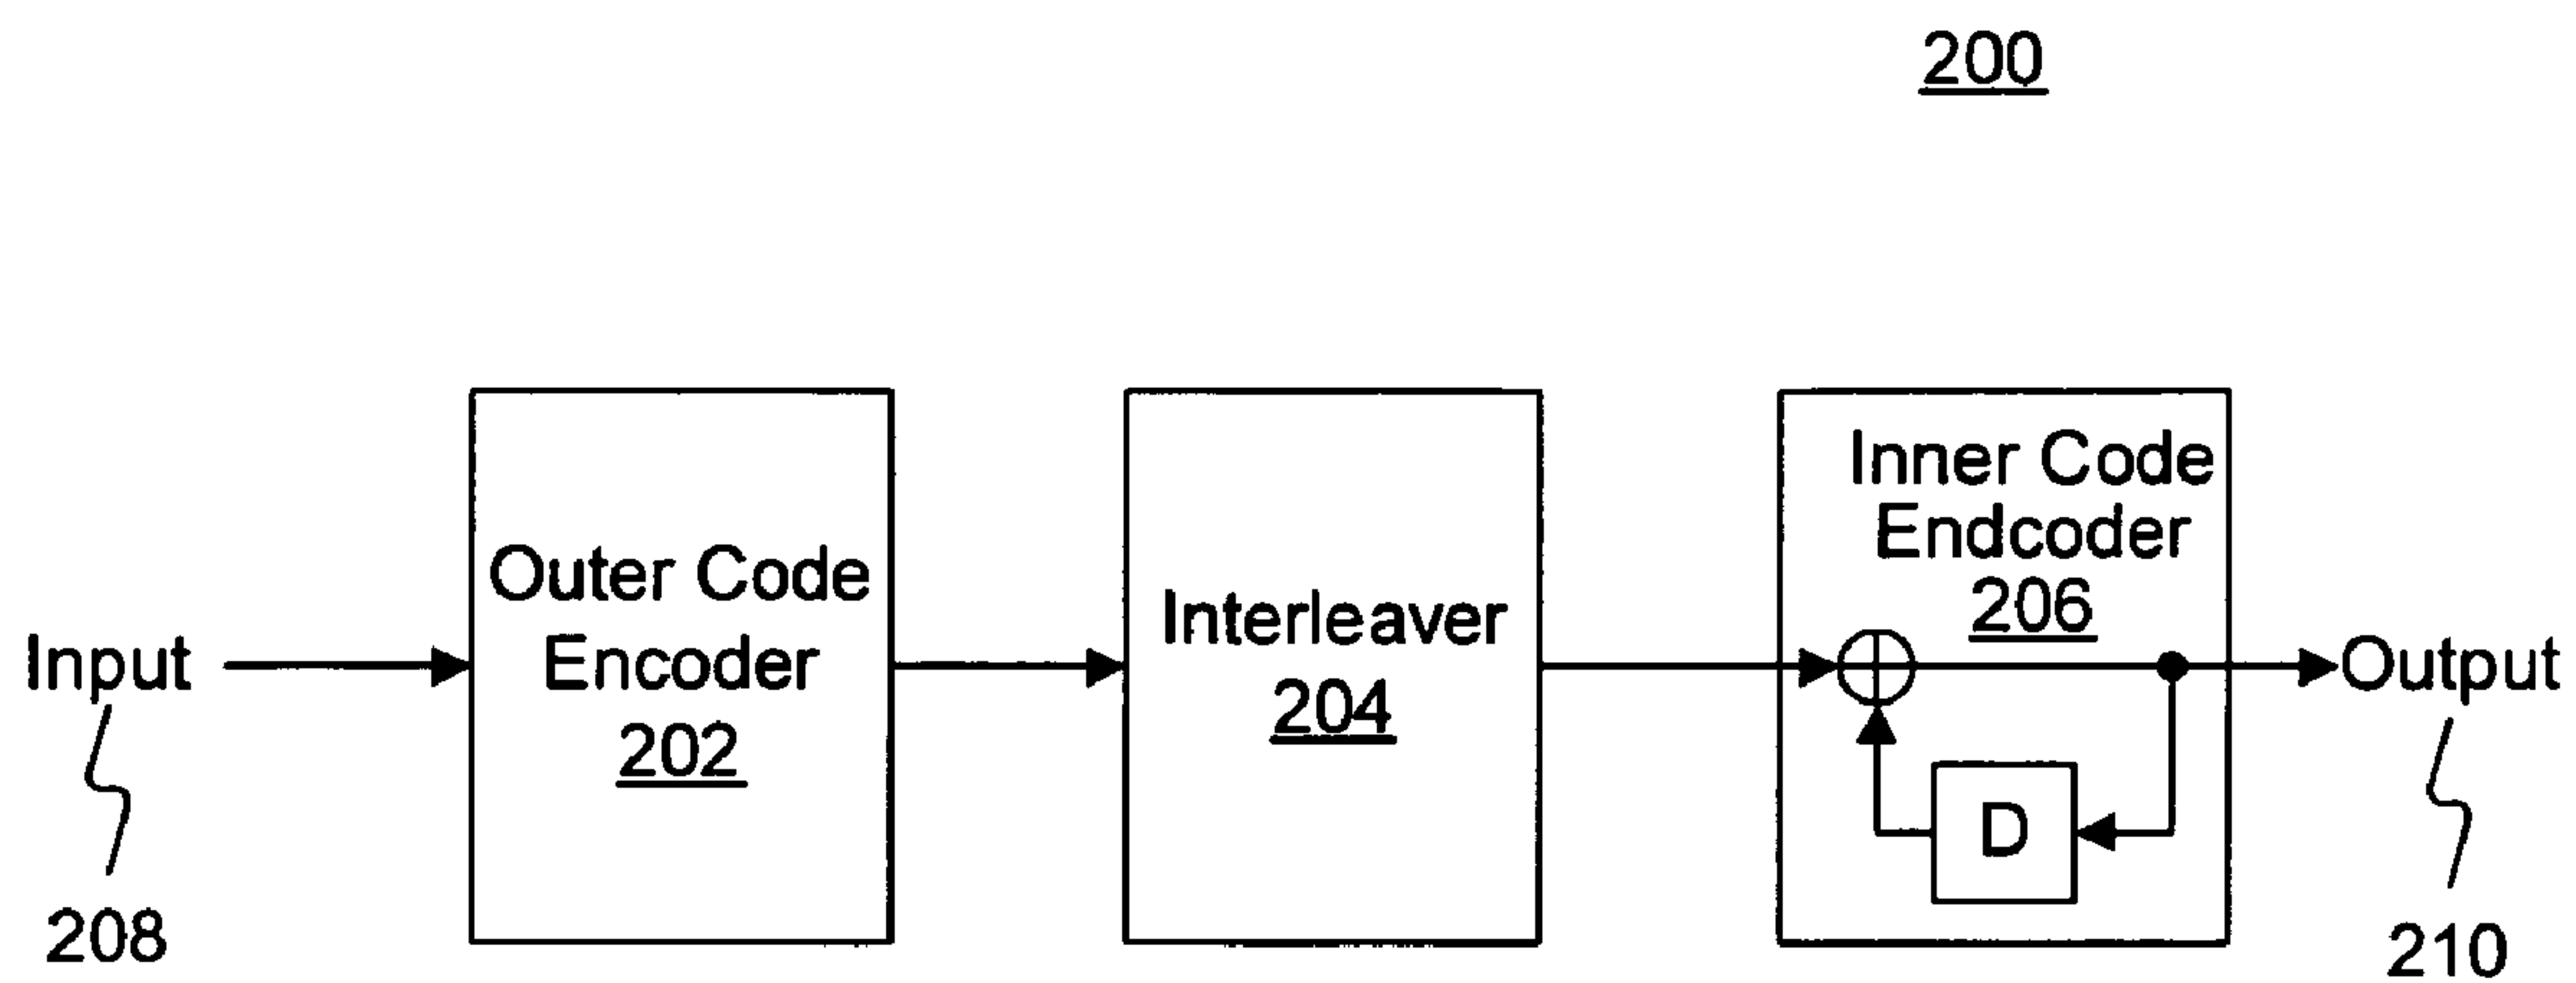 200
Input
208
Outer Code
Encoder
202
Interleaver
204
Inner Code
Endcoder
206
D
Output
210